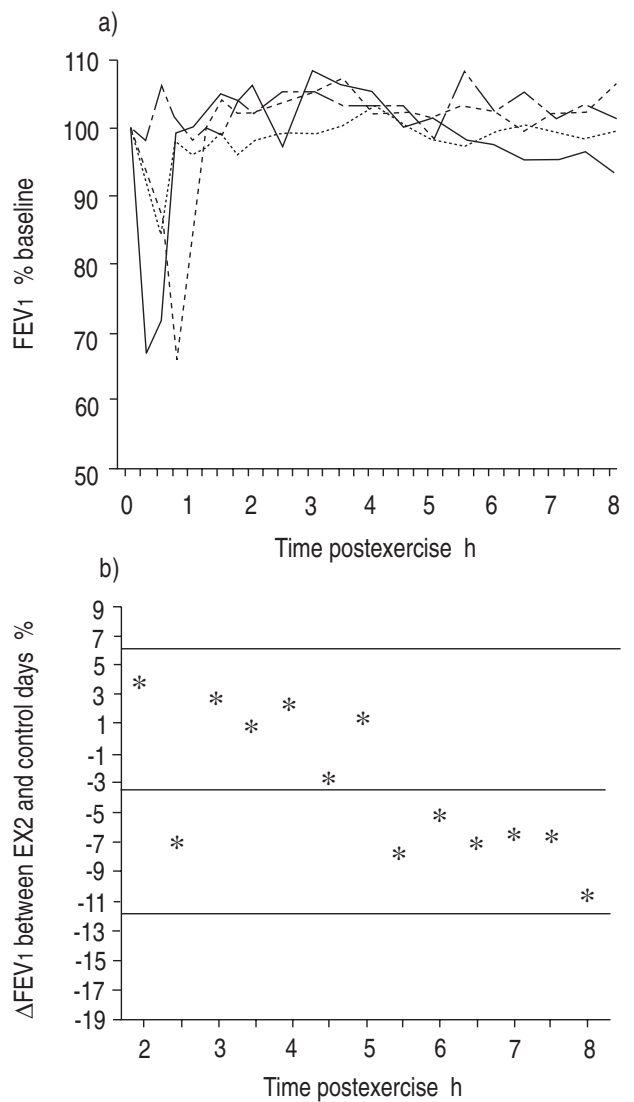 a)
110
100
90
80
70
60
50
FEV1 % baseline
0 1 2 3 4 5 6 7 8
Time postexercise h
b)
9
7
5
3
1
-1
-3
-5
-7
-9
-11
-13
-15
-17
-19
ΔFEV1 between EX2 and control days %
2 3 4 5 6 7 8
Time postexercise h